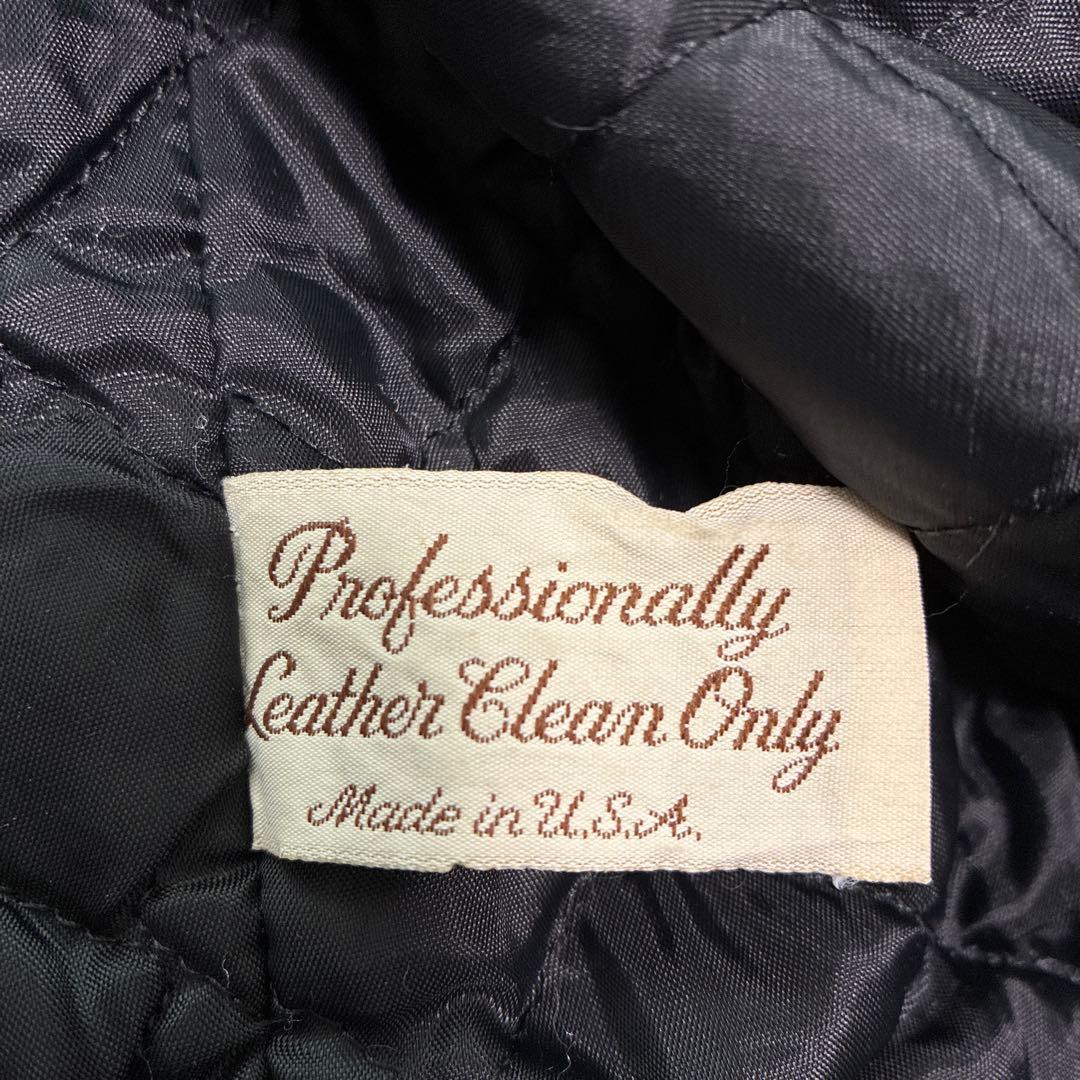 Professionally
Leather Clean Only
Made in U.S.A.